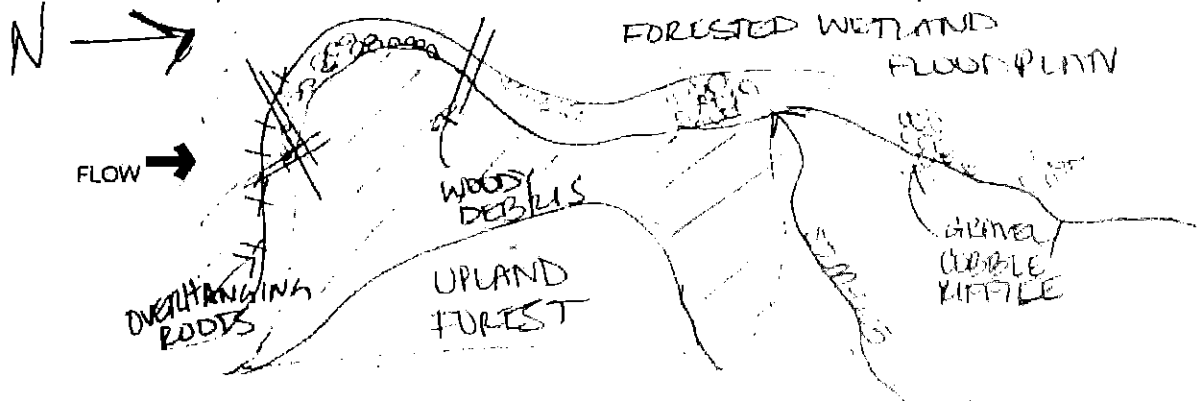 N
FORESTED WETLAND
FLOODPLAIN
FLOW
WOODY
DEBRIS
OVERHANGING
ROOTS
UPLAND
FOREST
GRAVEL
COBBLE
RIFFLE